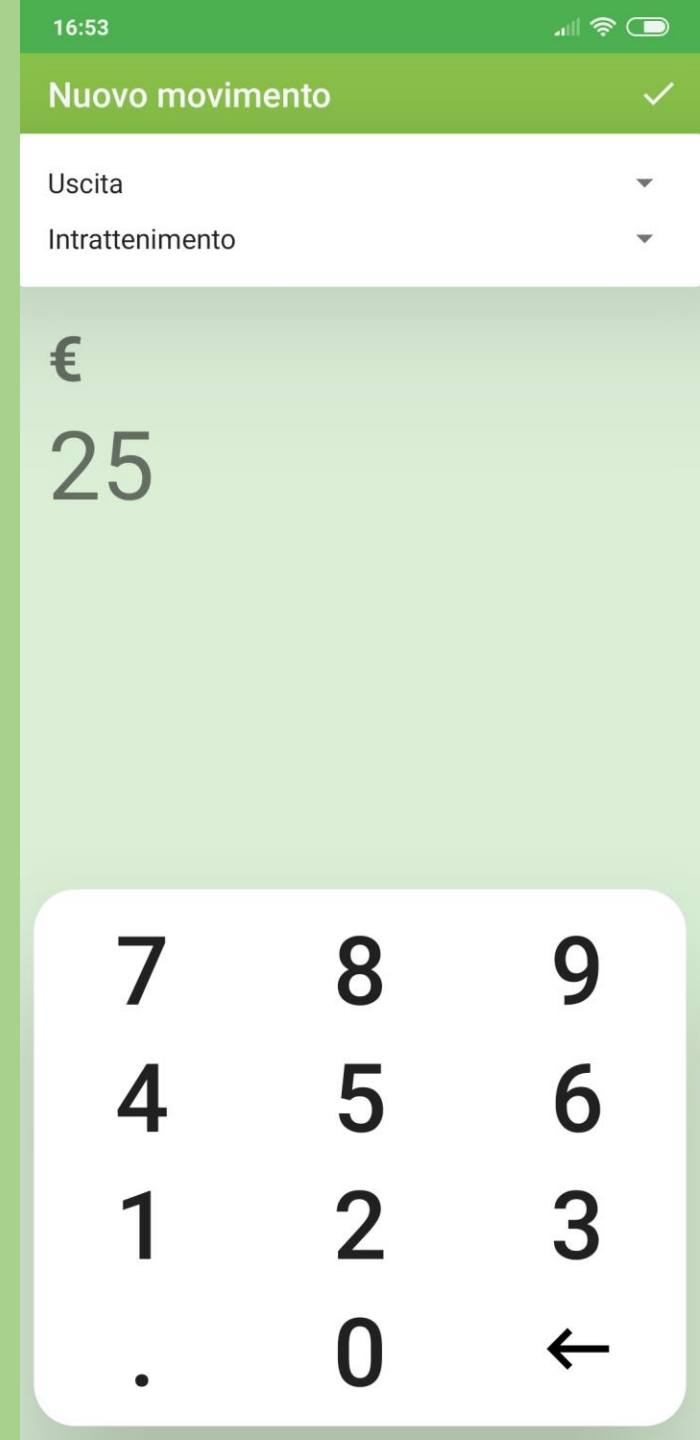 16:53
Nuovo movimento
Uscita
Intrattenimento
€
25
7 8 9
4 5 6
1 2 3
. 0